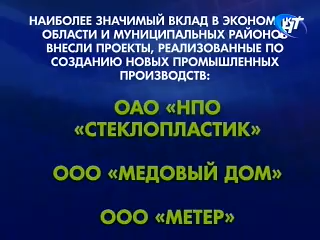 НАИБОЛЕЕ ЗНАЧИМЫЙ ВКЛАД В ЭКОНОМИКУ
ОБЛАСТИ И МУНИЦИПАЛЬНЫХ РАЙОНОВ
ВНЕСЛИ ПРОЕКТЫ, РЕАЛИЗОВАННЫЕ ПО
СОЗДАНИЮ НОВЫХ ПРОМЫШЛЕННЫХ
ПРОИЗВОДСТВ:
ОАО «НПО
«СТЕКЛОПЛАСТИК»
ООО «МЕДОВЫЙ ДОМ»
ООО «МЕТЕР»